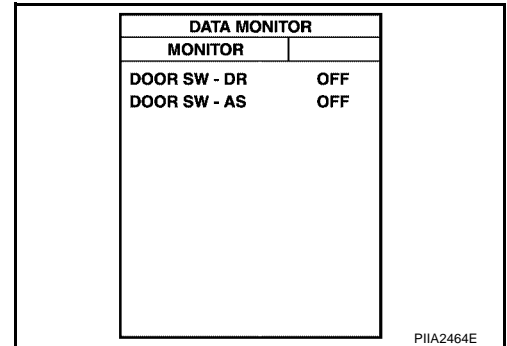 DATA MONITOR
MONITOR
DOOR SW - DR OFF
DOOR SW - AS OFF
PIIA2464E